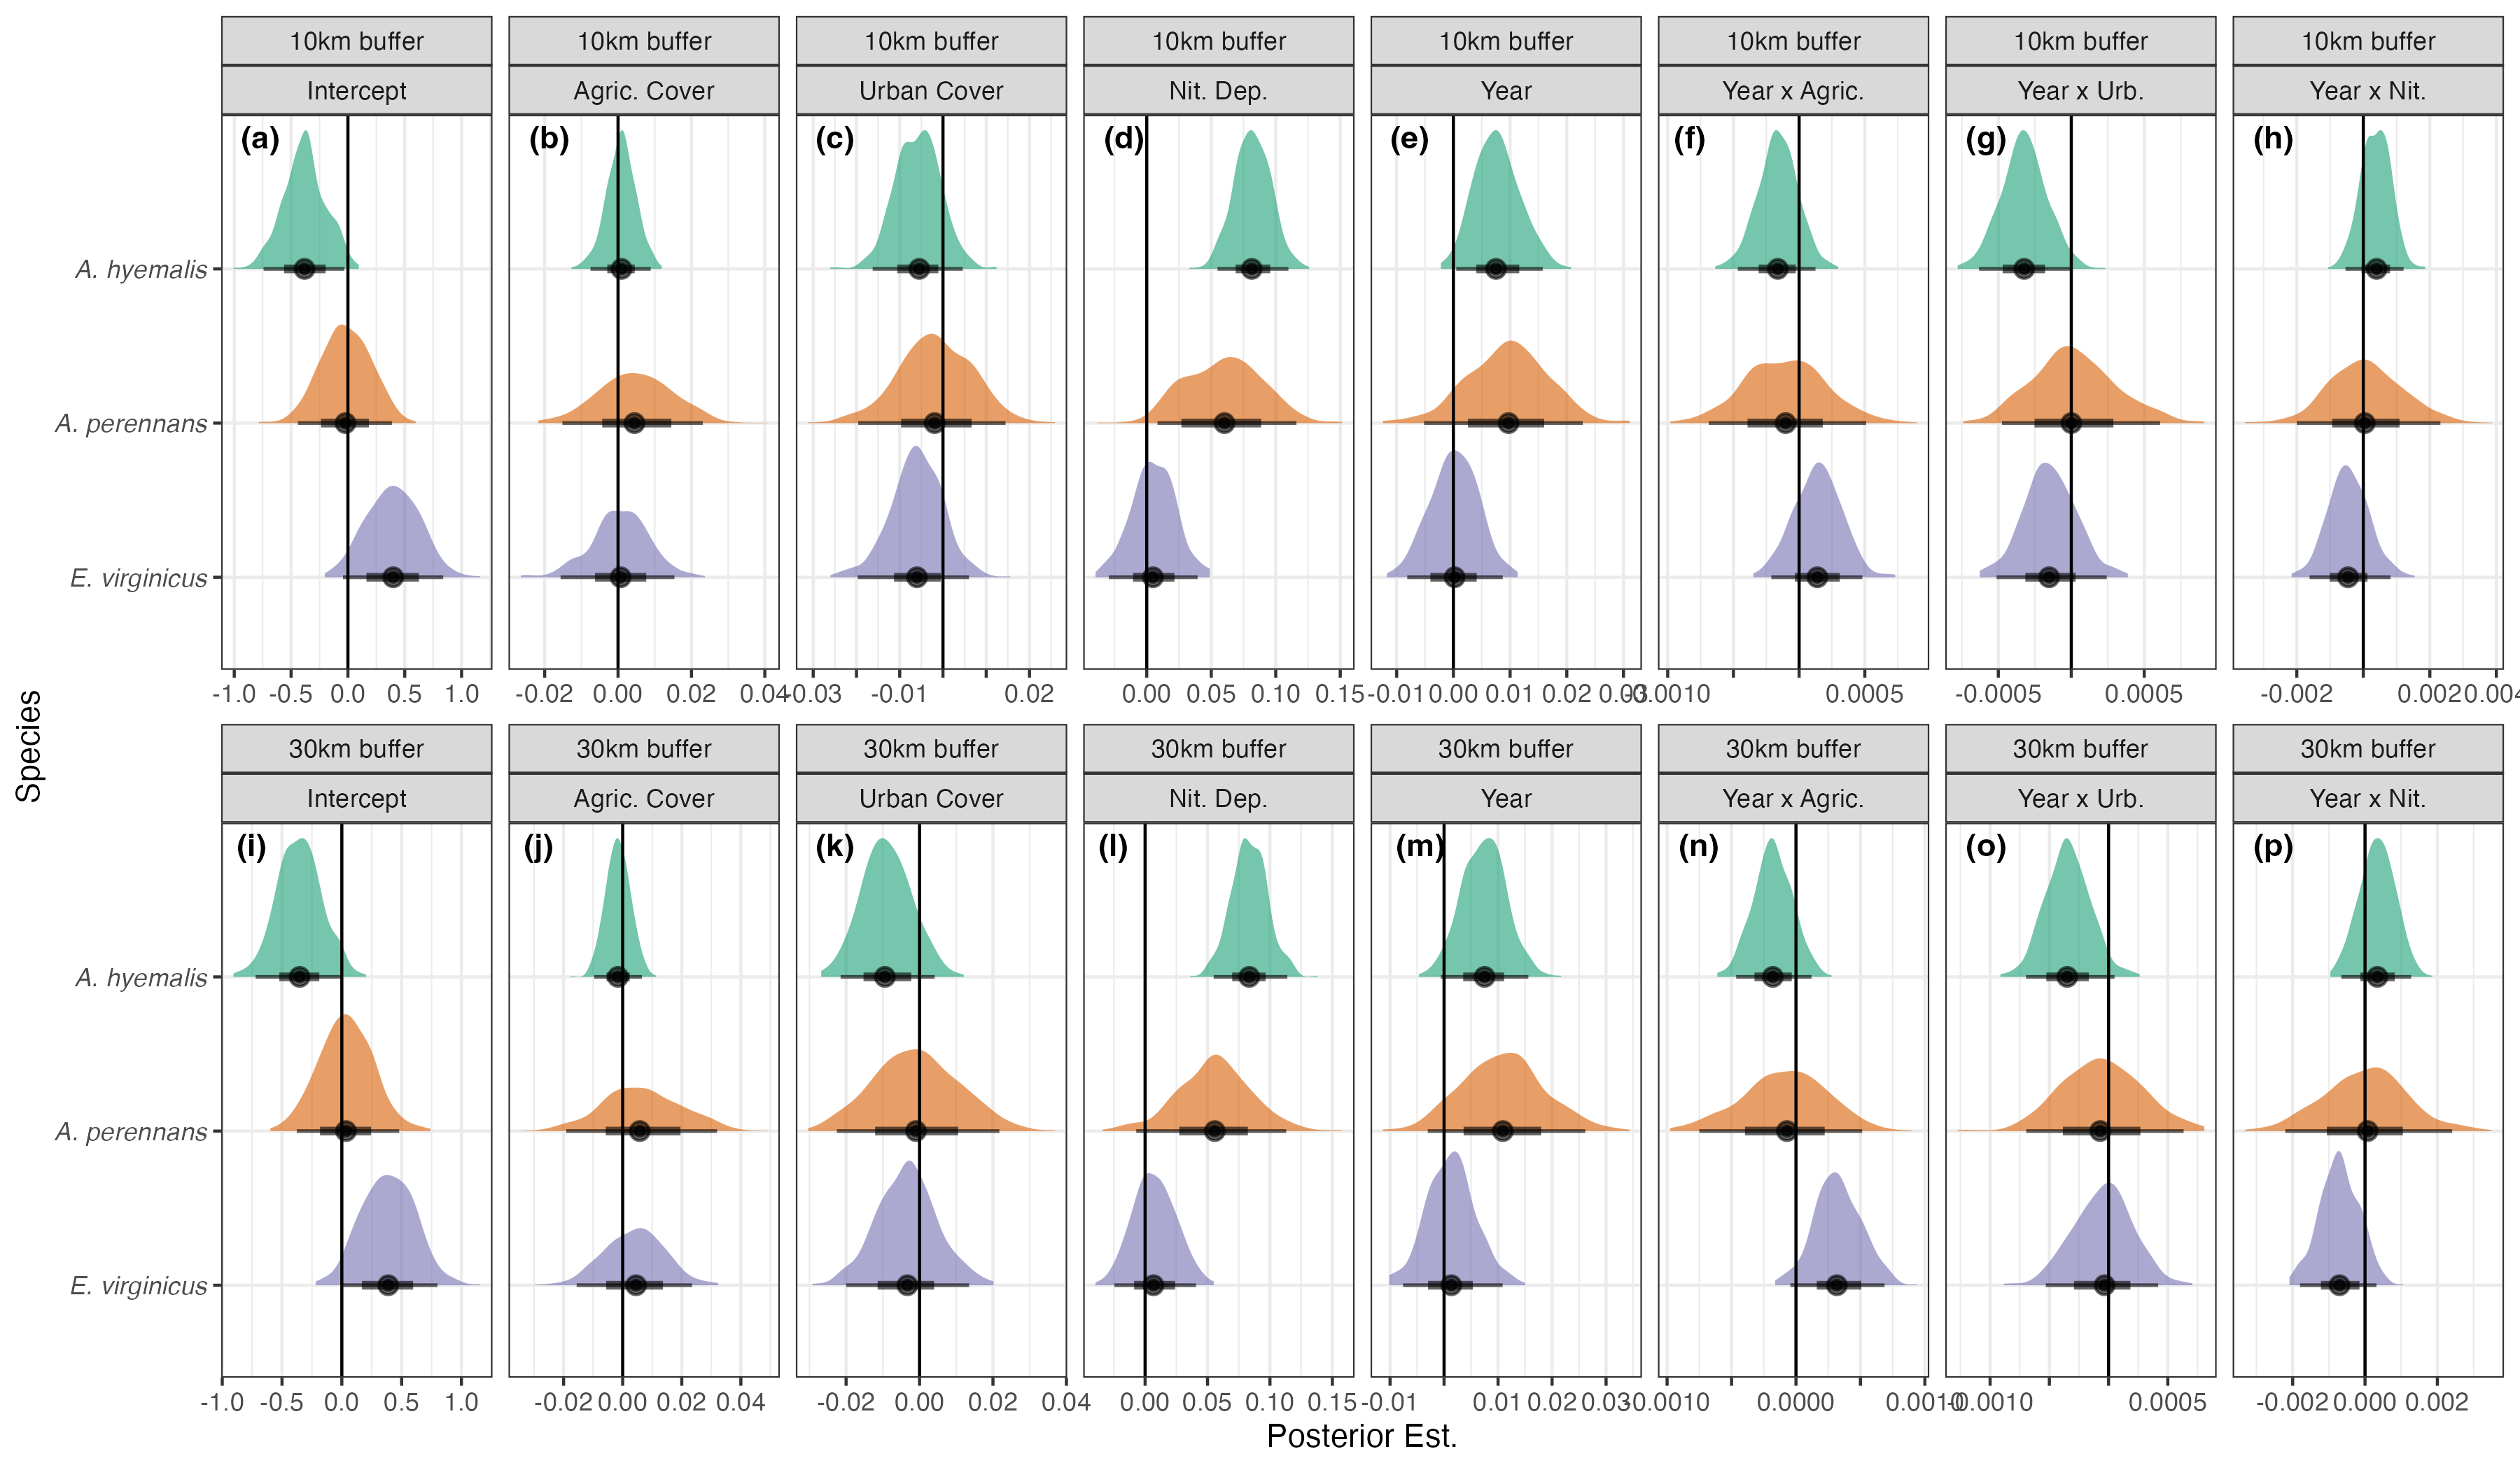 10km buffer 10km buffer 10km buffer 10km buffer 10km buffer 10km buffer 10km buffer 10km buffer
Intercept Agric. Cover Urban Cover Nit. Dep. Year Year x Agric. Year x Urb. Year x Nit.
(a) (b) (c) (d) (e) (f) (g) (h)
A. hyemalis
A. perennans
E. virginicus
-1.0 -0.5 0.0 0.5 1.0 -0.02 0.00 0.02 0.04 -0.03 -0.01 0.02 0.00 0.05 0.10 0.15 -0.01 0.00 0.01 0.02 0.03 -0.0010 0.0005 -0.0005 0.0005 -0.002 0.002 0.004
Species
30km buffer 30km buffer 30km buffer 30km buffer 30km buffer 30km buffer 30km buffer 30km buffer
Intercept Agric. Cover Urban Cover Nit. Dep. Year Year x Agric. Year x Urb. Year x Nit.
(i) (j) (k) (l) (m) (n) (o) (p)
A. hyemalis
A. perennans
E. virginicus
-1.0 -0.5 0.0 0.5 1.0 -0.02 0.00 0.02 0.04 -0.02 0.00 0.02 0.04 0.00 0.05 0.10 0.15 -0.01 0.01 0.02 0.03 -0.0010 0.0000 0.0010 -0.0010 0.0005 -0.002 0.000 0.002
Posterior Est.